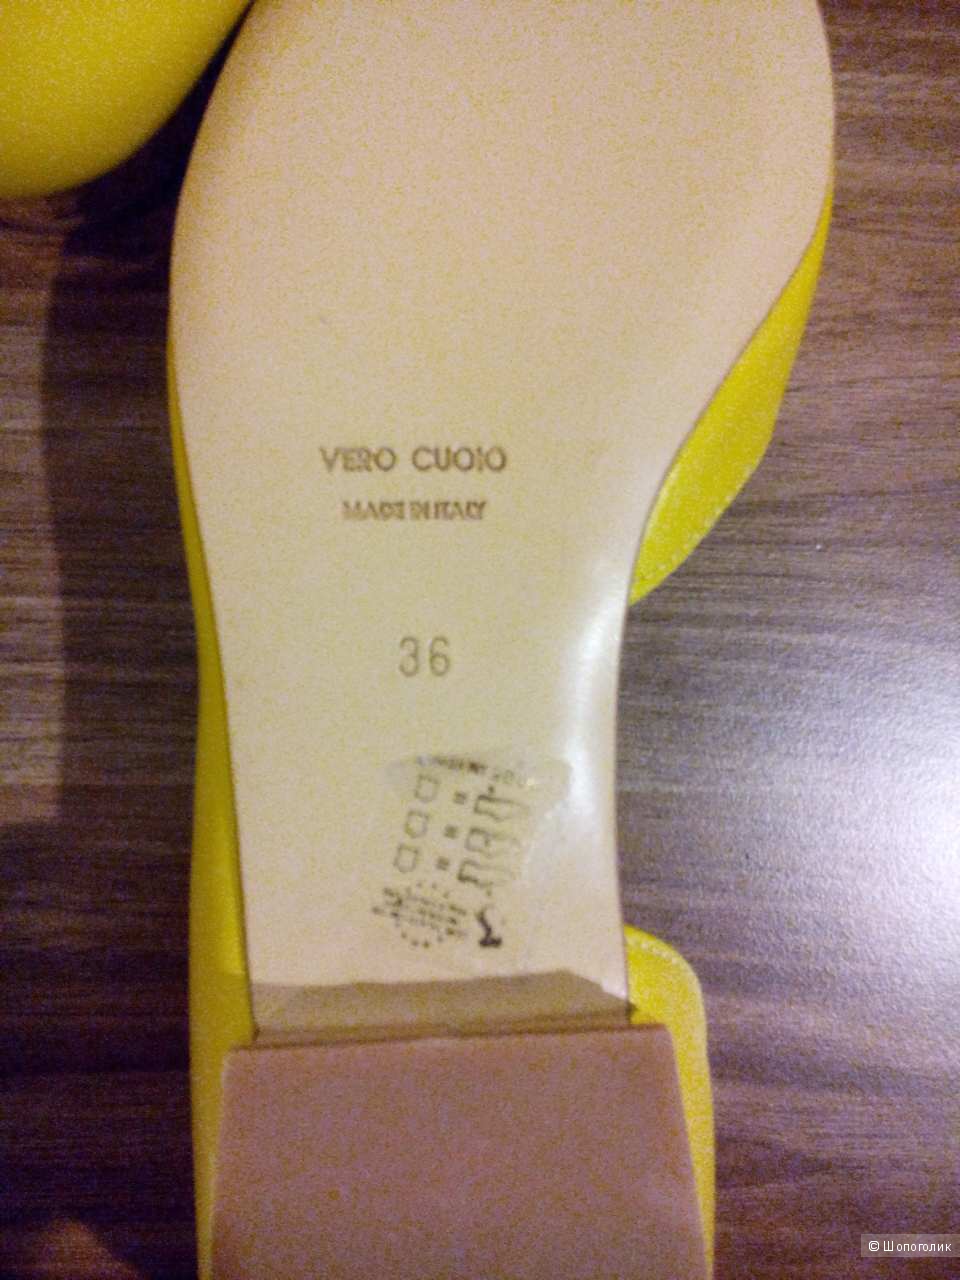 VERO CUOIO
MADE IN ITALY
36
© Шопоголик